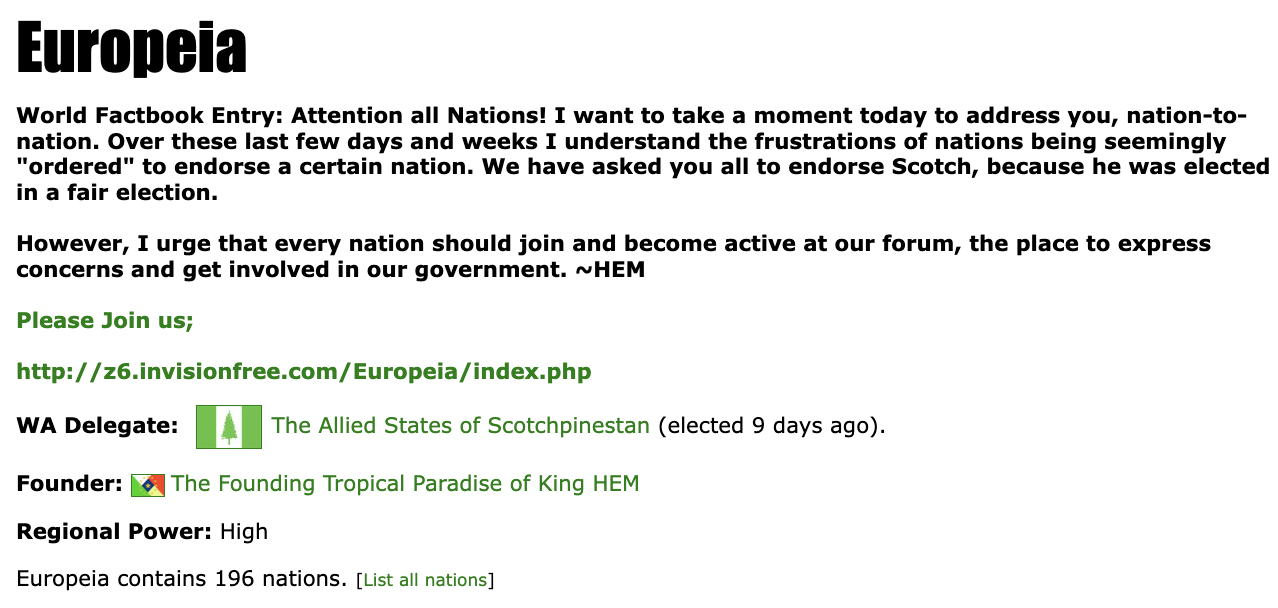 Europeia
World Factbook Entry: Attention all Nations! I want to take a moment today to address you, nation-to-
nation. Over these last few days and weeks I understand the frustrations of nations being seemingly
"ordered" to endorse a certain nation. We have asked you all to endorse Scotch, because he was elected
in a fair election.
However, I urge that every nation should join and become active at our forum, the place to express
concerns and get involved in our government. ~HEM
Please Join us;
http://z6.invisionfree.com/Europeia/index.php
WA Delegate: The Allied States of Scotchpinestan (elected 9 days ago).
Founder: The Founding Tropical Paradise of King HEM
Regional Power: High
Europeia contains 196 nations. [List all nations]